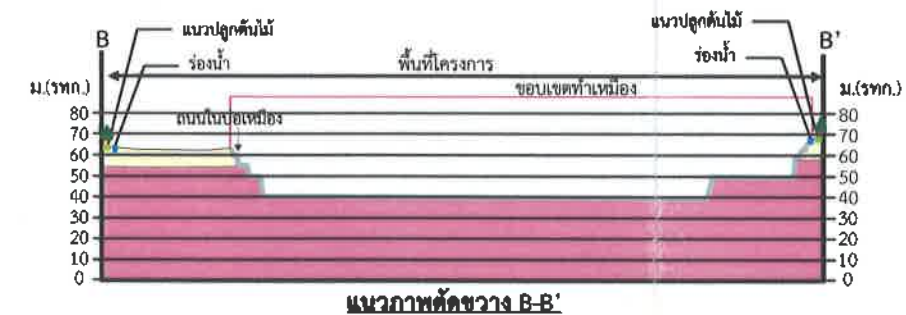 แนวปลูกต้นไม้
แนวปลูกต้นไม้
B
B'
ร่องน้ำ
พื้นที่โครงการ
ร่องน้ำ
ม.(รทก.)
ขอบเขตทำเหมือง
ม.(รทก.)
80
80
ถนนในบ่อเหมือง
70
70
60
60
50
50
40
40
30
30
20
20
10
10
0
0
แนวภาพตัดขวาง B-B'